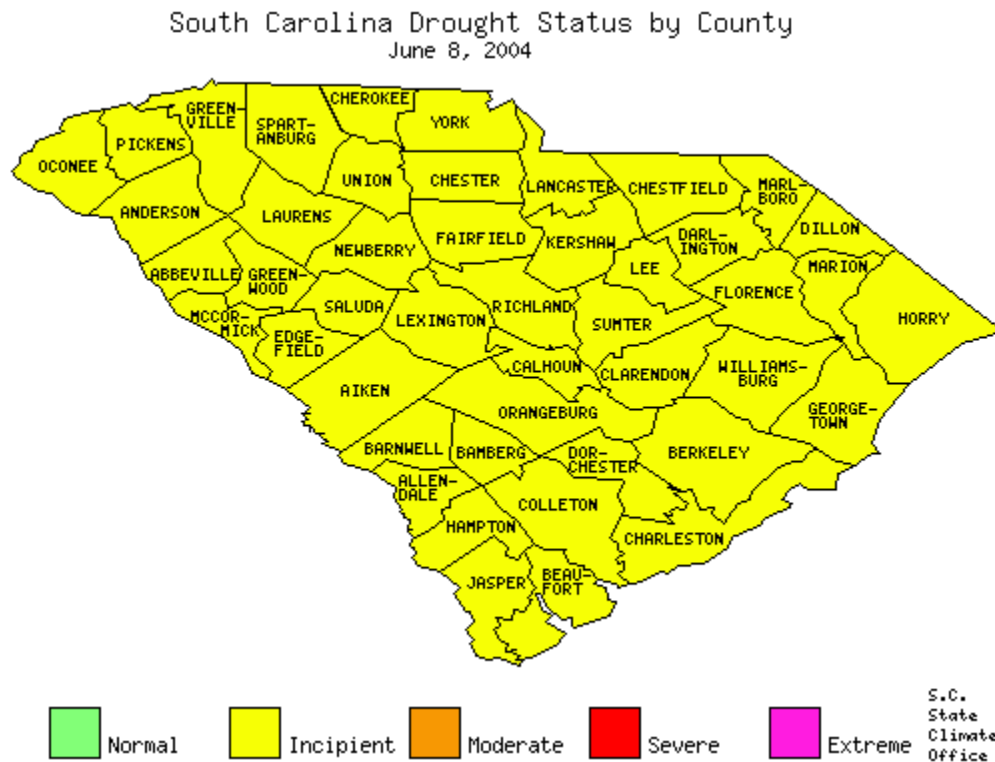 South Carolina Drought Status by County
June 8, 2004
CHEROKEE
GREEN-
VILLE
SPART-
ANBURG
YORK
PICKENS
OCONEE
UNION
CHESTER
LANCASTER
CHESTFIELD
MARL-
BORO
ANDERSON
LAURENS
DILLON
NEWBERRY
FAIRFIELD
KERSHAW
DARL-
INGTON
ABBEVILLE
GREEN-
WOOD
LEE
MARION
SALUDA
RICHLAND
FLORENCE
MCCOR-
MICK
LEXINGTON
SUMTER
HORRY
EDGE-
FIELD
CALHOUN
CLARENDON
WILLIAMS-
BURG
AIKEN
ORANGEBURG
GEORGE-
TOWN
BARNWELL
BAMBERG
DOR-
CHESTER
BERKELEY
ALLEN-
DALE
COLLETON
HAMPTON
CHARLESTON
JASPER
BEAU-
FORT
Normal
Incipient
Moderate
Severe
Extreme
S.C.
State
Climate
Office